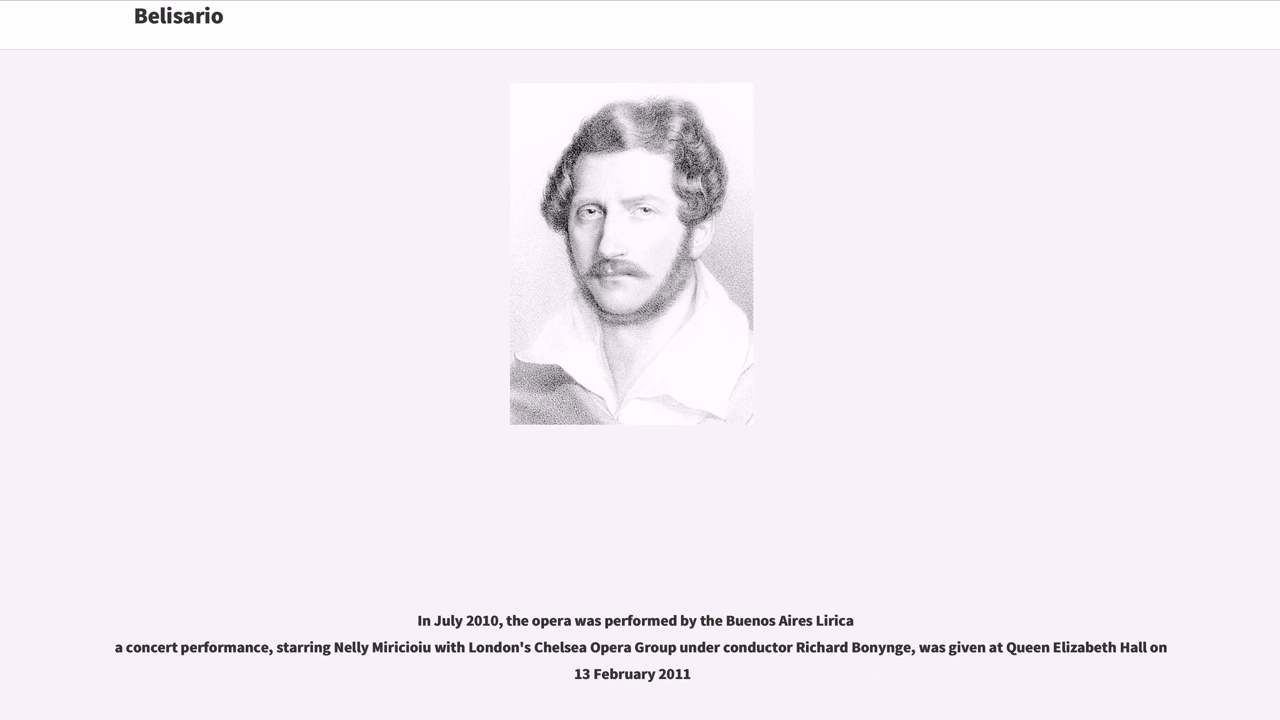 Belisario
In July 2010, the opera was performed by the Buenos Aires Lirica
a concert performance, starring Nelly Miricioiu with London's Chelsea Opera Group under conductor Richard Bonynge, was given at Queen Elizabeth Hall on
13 February 2011